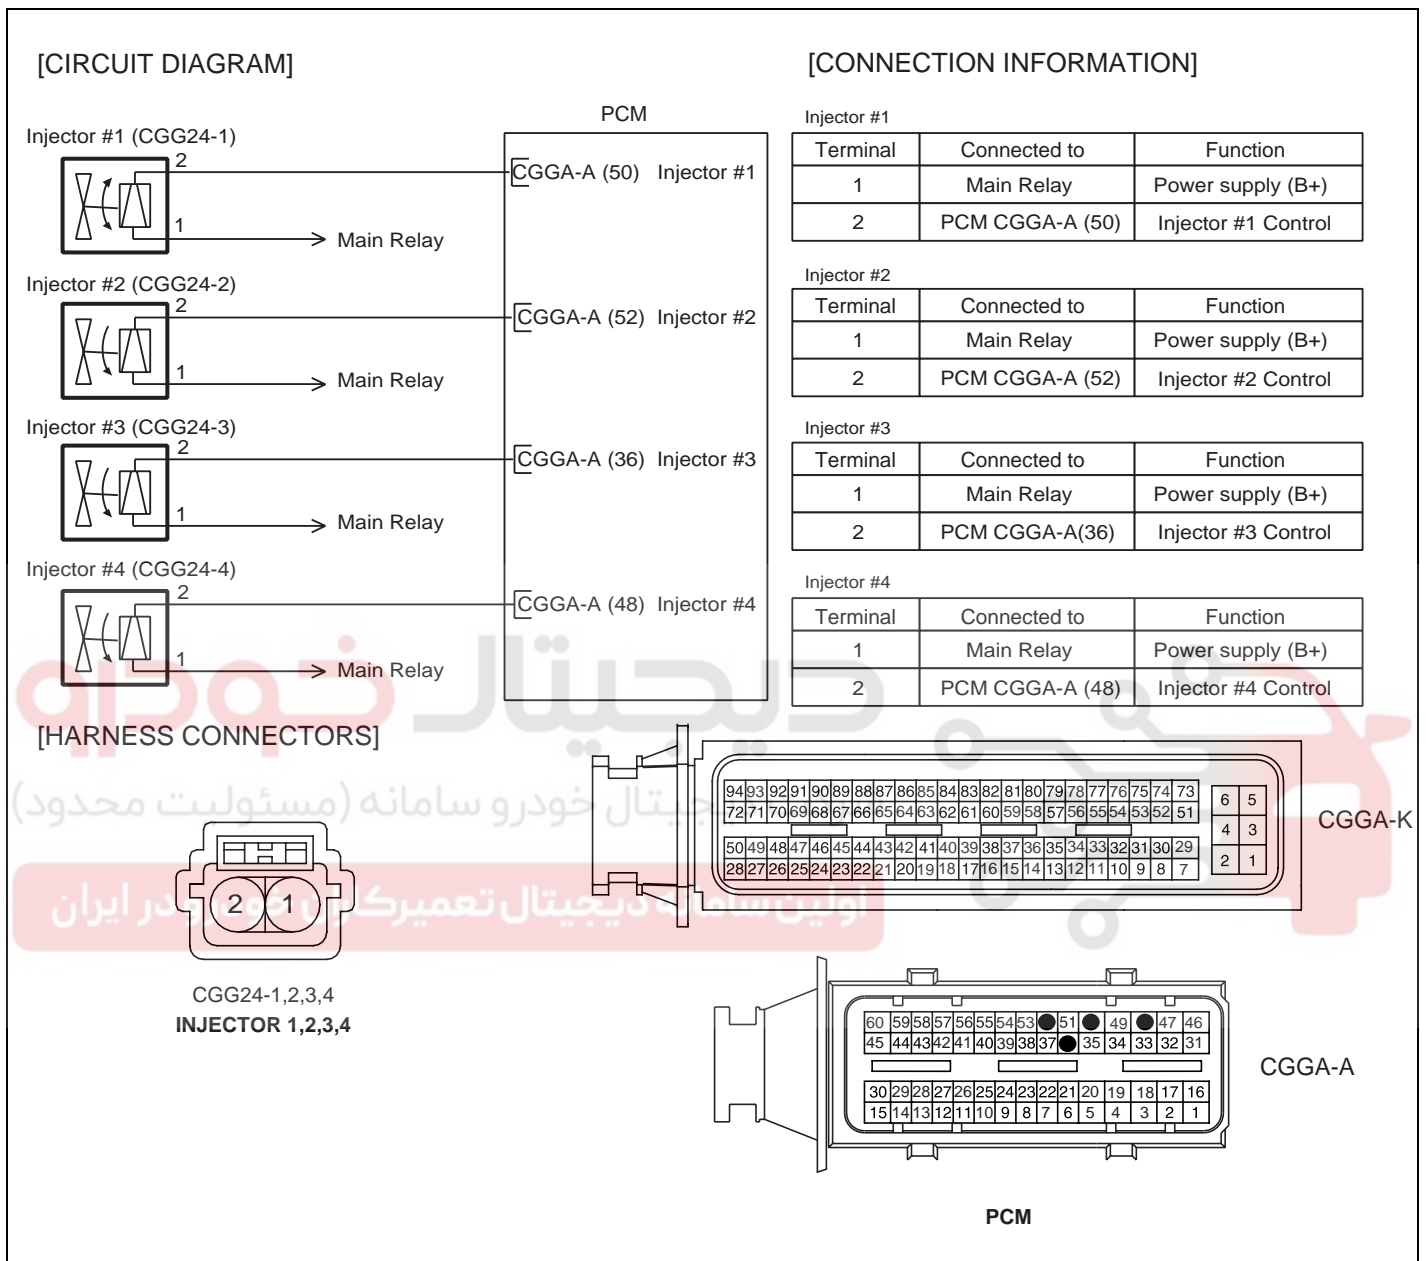 [CIRCUIT DIAGRAM]
Injector #1 (CGG24-1)
2
1
Main Relay
Injector #2 (CGG24-2)
2
1
Main Relay
Injector #3 (CGG24-3)
2
1
Main Relay
Injector #4 (CGG24-4)
2
1
Main Relay
PCM
CGGA-A (50) Injector #1
CGGA-A (52) Injector #2
CGGA-A (36) Injector #3
CGGA-A (48) Injector #4
[CONNECTION INFORMATION]
Injector #1
Terminal Connected to Function
1 Main Relay Power supply (B+)
2 PCM CGGA-A (50) Injector #1 Control
Injector #2
Terminal Connected to Function
1 Main Relay Power supply (B+)
2 PCM CGGA-A (52) Injector #2 Control
Injector #3
Terminal Connected to Function
1 Main Relay Power supply (B+)
2 PCM CGGA-A(36) Injector #3 Control
Injector #4
Terminal Connected to Function
1 Main Relay Power supply (B+)
2 PCM CGGA-A (48) Injector #4 Control
دیجیتال خودرو
دیجیتال خودرو سامانه (مسئولیت محدود)
اولین سامانه دیجیتال تعمیرکاران خودرو در ایران
[HARNESS CONNECTORS]
2 1
CGG24-1,2,3,4
INJECTOR 1,2,3,4
94 93 92 91 90 89 88 87 86 85 84 83 82 81 80 79 78 77 76 75 74 73
72 71 70 69 68 67 66 65 64 63 62 61 60 59 58 57 56 55 54 53 52 51
50 49 48 47 46 45 44 43 42 41 40 39 38 37 36 35 34 33 32 31 30 29
28 27 26 25 24 23 22 21 20 19 18 17 16 15 14 13 12 11 10 9 8 7
6 5
4 3
2 1
CGGA-K
60 59 58 57 56 55 54 53 51 49 47 46
45 44 43 42 41 40 39 38 37 35 34 33 32 31
30 29 28 27 26 25 24 23 22 21 20 19 18 17 16
15 14 13 12 11 10 9 8 7 6 5 4 3 2 1
CGGA-A
PCM